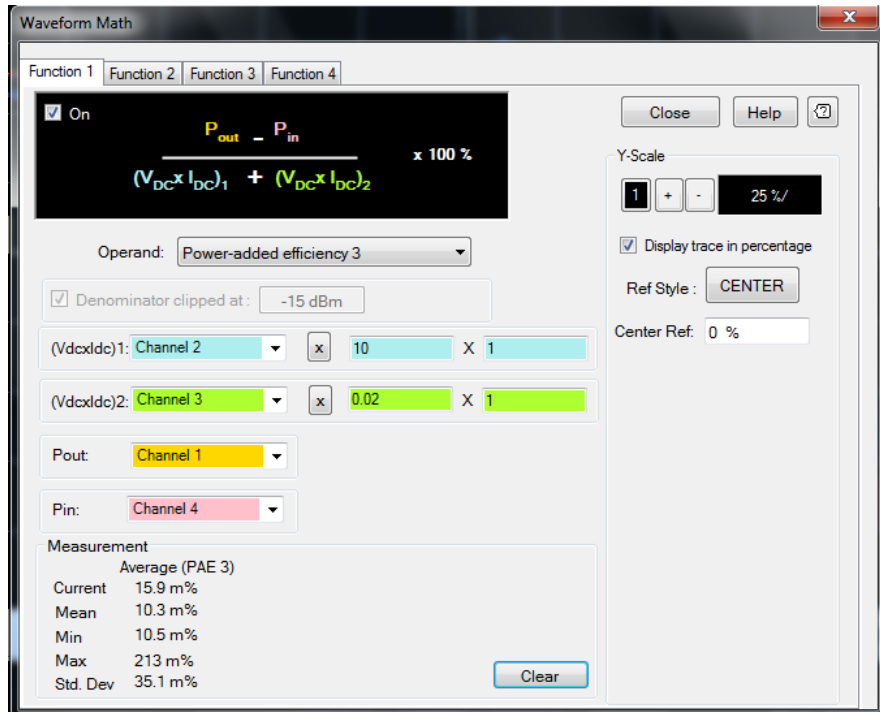 Waveform Math
x
Function 1 Function 2 Function 3 Function 4
On
Pout - Pin
x 100 %
(VDCx IDC)1 + (VDCx IDC)2
Operand: Power-added efficiency 3
Denominator clipped at : -15 dBm
(VdcxIdc)1: Channel 2 x 10 X 1
(VdcxIdc)2: Channel 3 x 0.02 X 1
Pout: Channel 1
Pin: Channel 4
Measurement
Average (PAE 3)
Current 15.9 m%
Mean 10.3 m%
Min 10.5 m%
Max 213 m%
Std. Dev 35.1 m%
Clear
Close Help ?
Y-Scale
1 + - 25 %/
Display trace in percentage
Ref Style : CENTER
Center Ref: 0 %